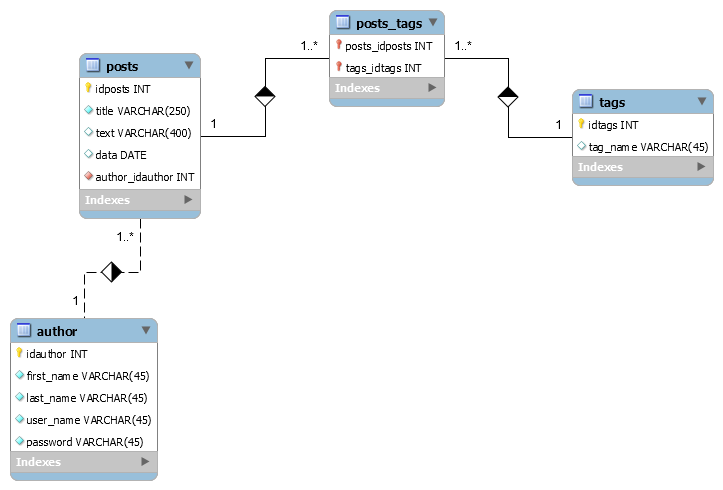 posts_tags
posts_idposts INT
tags_idtags INT
Indexes
1..*
1..*
posts
idposts INT
title VARCHAR(250)
text VARCHAR(400)
data DATE
author_idauthor INT
Indexes
1
1
tags
idtags INT
tag_name VARCHAR(45)
Indexes
1..*
1
author
idauthor INT
first_name VARCHAR(45)
last_name VARCHAR(45)
user_name VARCHAR(45)
password VARCHAR(45)
Indexes